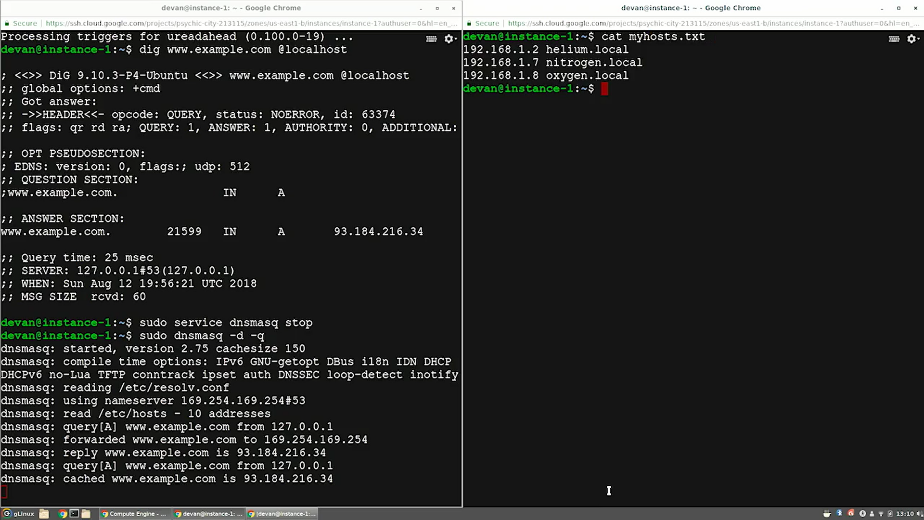 devan@instance-1: ~ - Google Chrome
Secure | https://ssh.cloud.google.com/projects/psychic-city-213115/zones/us-east1-b/instances/instance-1?authuser=0&hl=en_...
Processing triggers for ureadahead (0.100.0-19) ...
devan@instance-1:~$ dig www.example.com @localhost
; <<>> DiG 9.10.3-P4-Ubuntu <<>> www.example.com @localhost
;; global options: +cmd
;; Got answer:
;; ->>HEADER<<- opcode: QUERY, status: NOERROR, id: 63374
;; flags: qr rd ra; QUERY: 1, ANSWER: 1, AUTHORITY: 0, ADDITIONAL:
;; OPT PSEUDOSECTION:
; EDNS: version: 0, flags:; udp: 512
;; QUESTION SECTION:
;www.example.com. IN A
;; ANSWER SECTION:
www.example.com. 21599 IN A 93.184.216.34
;; Query time: 25 msec
;; SERVER: 127.0.0.1#53(127.0.0.1)
;; WHEN: Sun Aug 12 19:56:21 UTC 2018
;; MSG SIZE rcvd: 60
devan@instance-1:~$ sudo service dnsmasq stop
devan@instance-1:~$ sudo dnsmasq -d -q
dnsmasq: started, version 2.75 cachesize 150
dnsmasq: compile time options: IPv6 GNU-getopt DBus i18n IDN DHCP
DHCPv6 no-Lua TFTP conntrack ipset auth DNSSEC loop-detect inotify
dnsmasq: reading /etc/resolv.conf
dnsmasq: using nameserver 169.254.169.254#53
dnsmasq: read /etc/hosts - 10 addresses
dnsmasq: query[A] www.example.com from 127.0.0.1
dnsmasq: forwarded www.example.com to 169.254.169.254
dnsmasq: reply www.example.com is 93.184.216.34
dnsmasq: query[A] www.example.com from 127.0.0.1
dnsmasq: cached www.example.com is 93.184.216.34
devan@instance-1: ~ - Google Chrome
Secure | https://ssh.cloud.google.com/projects/psychic-city-213115/zones/us-east1-b/instances/instance-1?authuser=0&hl=en_...
devan@instance-1:~$ cat myhosts.txt
192.168.1.2 helium.local
192.168.1.7 nitrogen.local
192.168.1.8 oxygen.local
devan@instance-1:~$
gLinux Compute Engine - ... devan@instance-1: ... devan@instance-1: ... 13:10